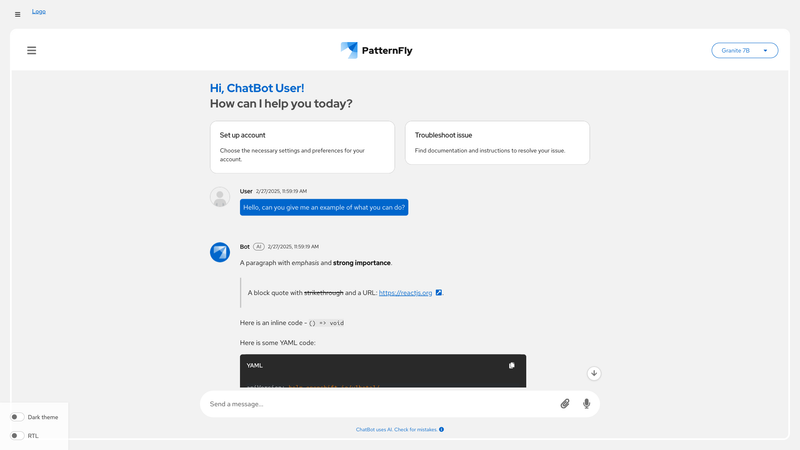 Logo
PatternFly
Granite 7B
Hi, ChatBot User!
How can I help you today?
Set up account
Choose the necessary settings and preferences for your
account.
Troubleshoot issue
Find documentation and instructions to resolve your issue.
User 2/27/2025, 11:59:19 AM
Hello, can you give me an example of what you can do?
Bot AI 2/27/2025, 11:59:19 AM
A paragraph with emphasis and strong importance.
A block quote with strikethrough and a URL: https://reactjs.org.
Here is an inline code - () => void
Here is some YAML code:
YAML
Send a message...
ChatBot uses AI. Check for mistakes.
Dark theme
RTL